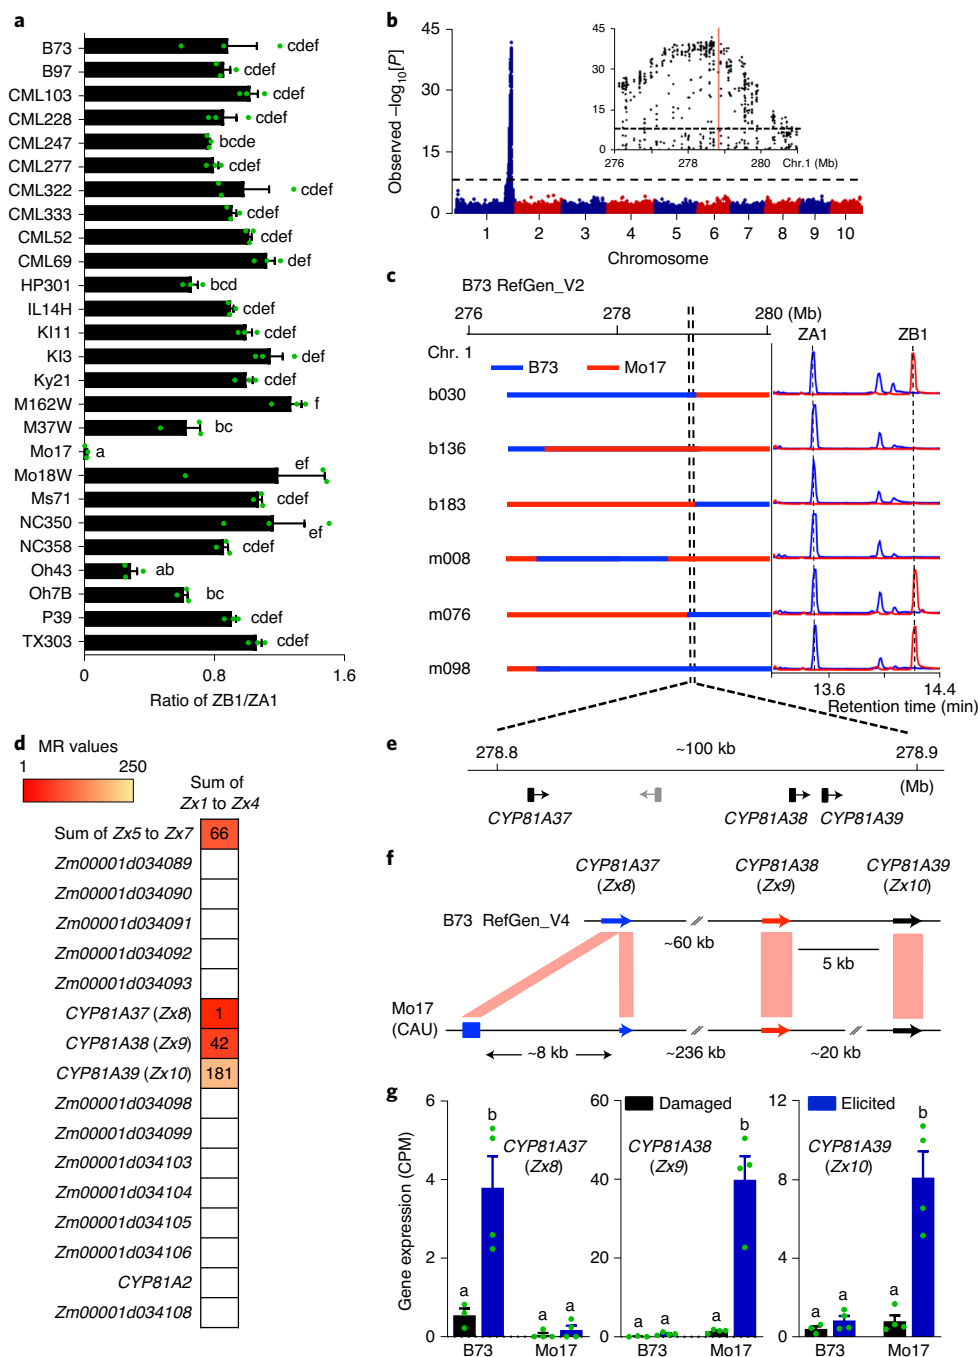 a
B73
cdef
B97
cdef
CML103
cdef
CML228
cdef
CML247
bcde
CML277
cdef
CML322
cdef
CML333
cdef
CML52
cdef
CML69
def
HP301
bcd
IL14H
cdef
KI11
cdef
KI3
def
Ky21
cdef
M162W
f
M37W
bc
Mo17
a
Mo18W
ef
Ms71
cdef
NC350
ef
NC358
cdef
Oh43
ab
Oh7B
bc
P39
cdef
TX303
cdef
0 0.8 1.6
Ratio of ZB1/ZA1
b
Observed –log10[P]
45
30
15
0
1 2 3 4 5 6 7 8 9 10
Chromosome
45
30
15
0
276 278 280 Chr.1 (Mb)
c
B73 RefGen_V2
276 278 280 (Mb)
Chr. 1
B73 Mo17
ZA1 ZB1
b030
b136
b183
m008
m076
m098
13.6 14.4
Retention time (min)
d
MR values
1 250
Sum of
Zx1 to Zx4
Sum of Zx5 to Zx7 66
Zm00001d034089
Zm00001d034090
Zm00001d034091
Zm00001d034092
Zm00001d034093
CYP81A37 (Zx8) 1
CYP81A38 (Zx9) 42
CYP81A39 (Zx10) 181
Zm00001d034098
Zm00001d034099
Zm00001d034103
Zm00001d034104
Zm00001d034105
Zm00001d034106
CYP81A2
Zm00001d034108
e
~100 kb
278.8 278.9
(Mb)
CYP81A37 CYP81A38 CYP81A39
f
CYP81A37 CYP81A38 CYP81A39
(Zx8) (Zx9) (Zx10)
B73 RefGen_V4
~60 kb
5 kb
Mo17
(CAU)
~8 kb ~236 kb ~20 kb
g
Damaged Elicited
Gene expression (CPM)
6
4
2
0
CYP81A37
(Zx8)
a b a a
B73 Mo17
60
40
20
0
CYP81A38
(Zx9)
a a a b
B73 Mo17
12
8
4
0
CYP81A39
(Zx10)
a a a b
B73 Mo17